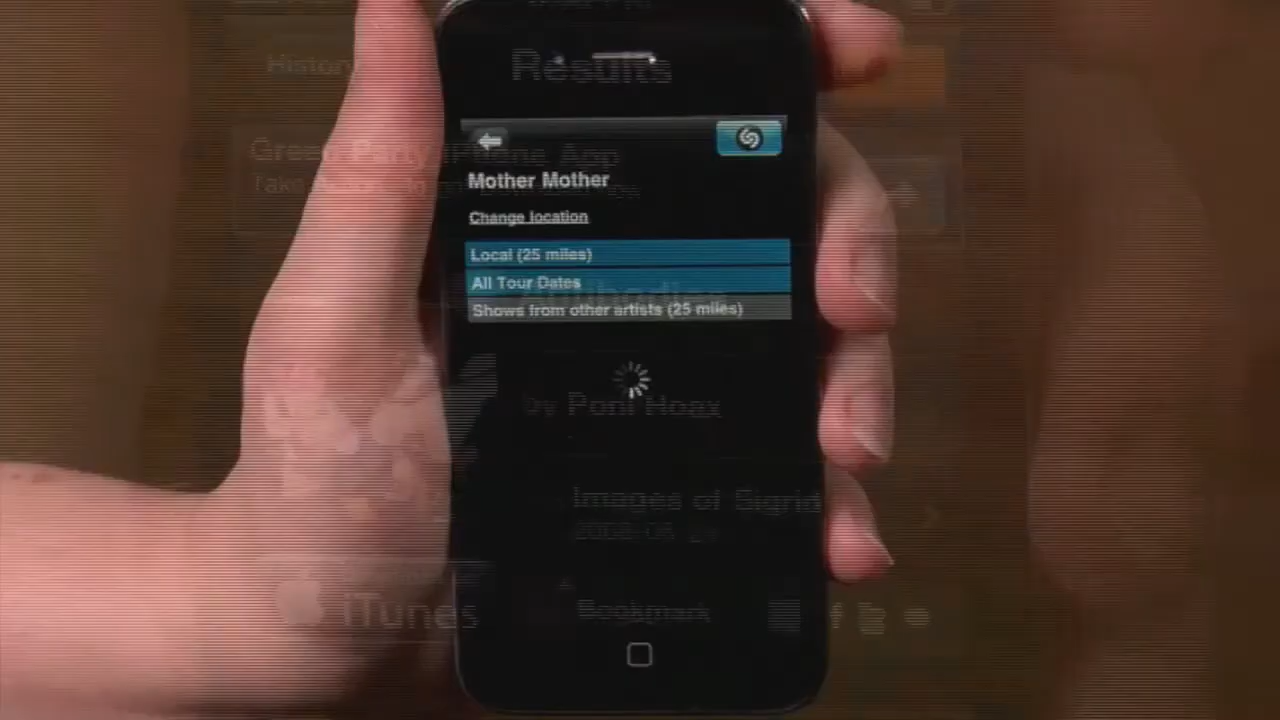 Results
History
Green Party iPhone App
Mother Mother
Change location
Local (25 miles)
All Tour Dates
Shows from other artists (25 miles)
by Poni Hoax
Images of Sigrid
iTunes
Bookmark